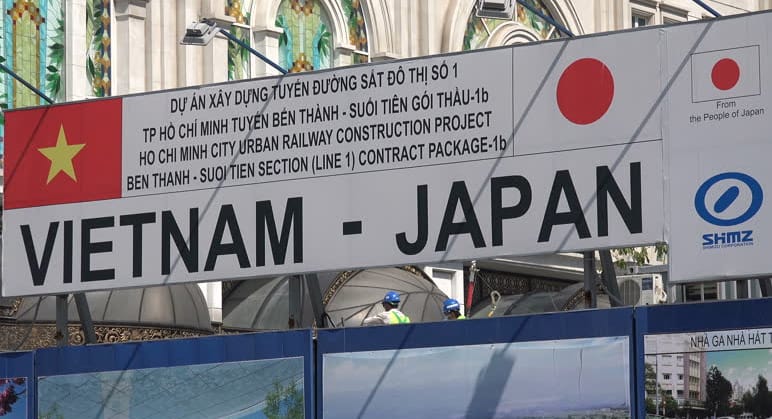 DỰ ÁN XÂY DỰNG TUYẾN ĐƯỜNG SẮT ĐÔ THỊ SỐ 1
TP HỒ CHÍ MINH TUYẾN BẾN THÀNH - SUỐI TIÊN GÓI THẦU-1b
HO CHI MINH CITY URBAN RAILWAY CONSTRUCTION PROJECT
BEN THANH - SUOI TIEN SECTION (LINE 1) CONTRACT PACKAGE-1b
VIETNAM - JAPAN
From
the People of Japan
SHMZ
SHIMIZU CORPORATION
NHÀ GA NHÀ HÁT